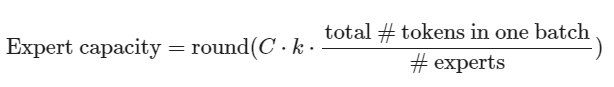 Expert capacity = round(C · k · total # tokens in one batch / # experts)